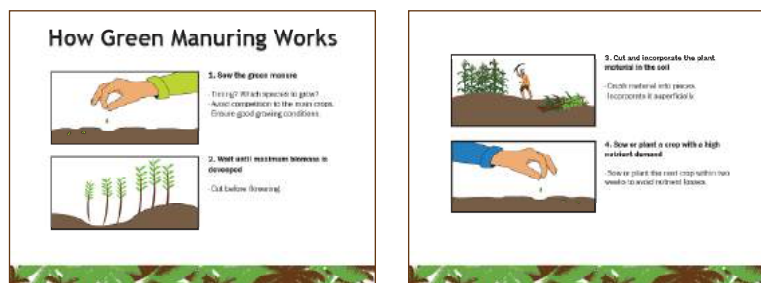 How Green Manuring Works
1. Sow the green manure
- Timing? Which species to grow?
- Avoid competition to the main crops.
- Ensure good growing conditions.
2. Wait until maximum biomass is
developed
- Cut before flowering
3. Cut and incorporate the plant
material in the soil
- Crush material into pieces.
- Incorporate it superficially.
4. Sow or plant a crop with a high
nutrient demand
- Sow or plant the next crop within two
weeks to avoid nutrient losses.